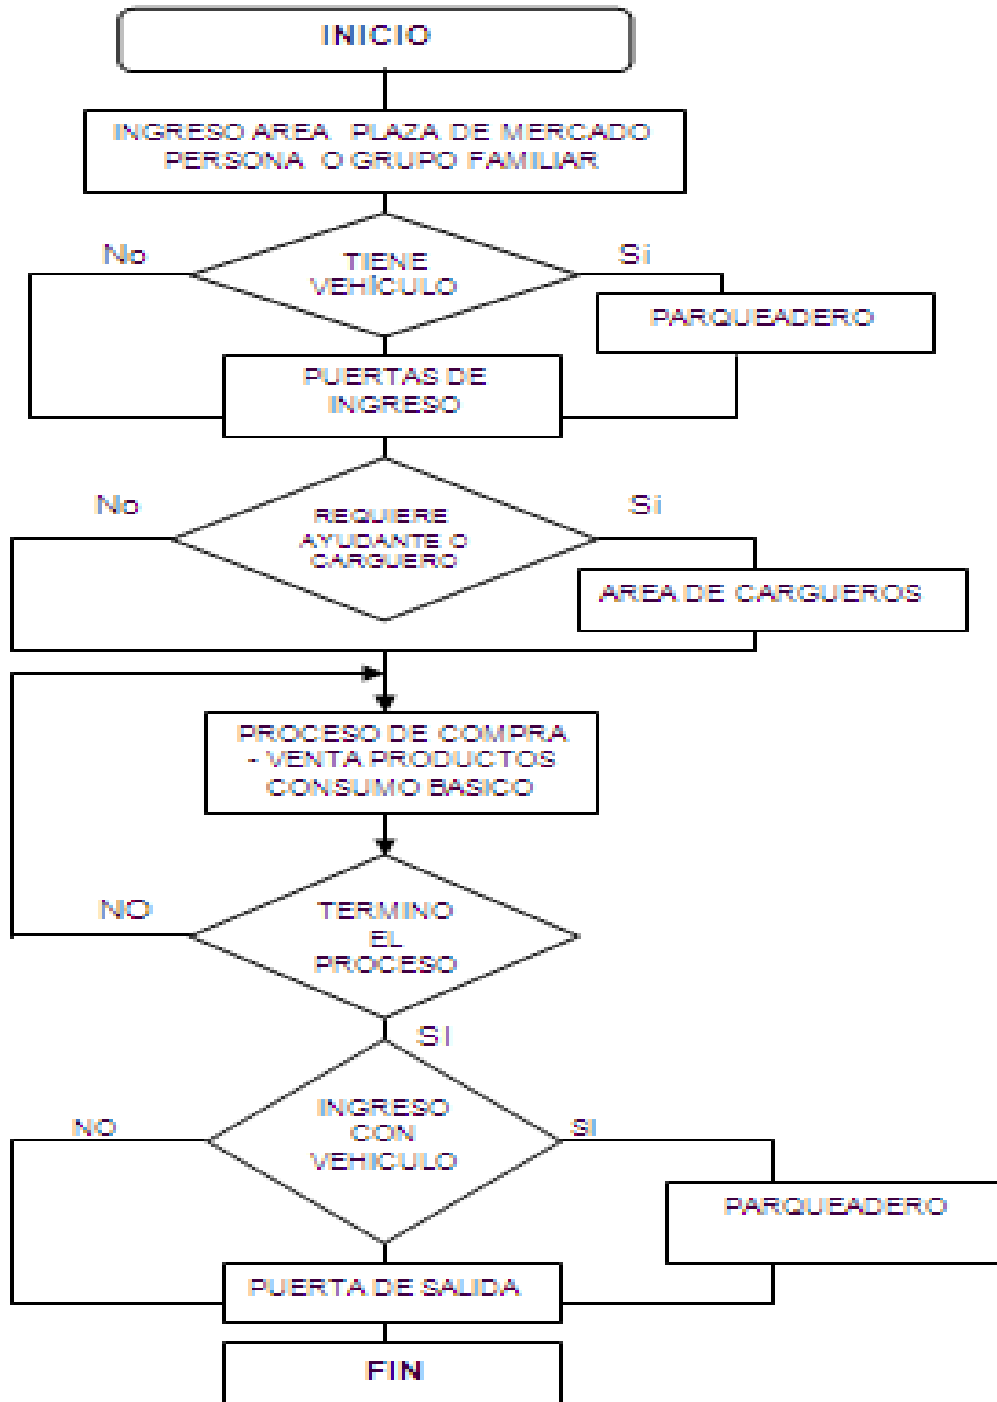 INICIO
INGRESO AREA PLAZA DE MERCADO
PERSONA O GRUPO FAMILIAR
No
Si
TIENE
VEHÍCULO
PARQUEADERO
PUERTAS DE
INGRESO
No
Si
REQUIERE
AYUDANTE O
CARGUERO
AREA DE CARGUEROS
PROCESO DE COMPRA
- VENTA PRODUCTOS
CONSUMO BASICO
NO
TERMINO
EL
PROCESO
SI
INGRESO
CON
VEHICULO
NO
SI
PARQUEADERO
PUERTA DE SALIDA
FIN